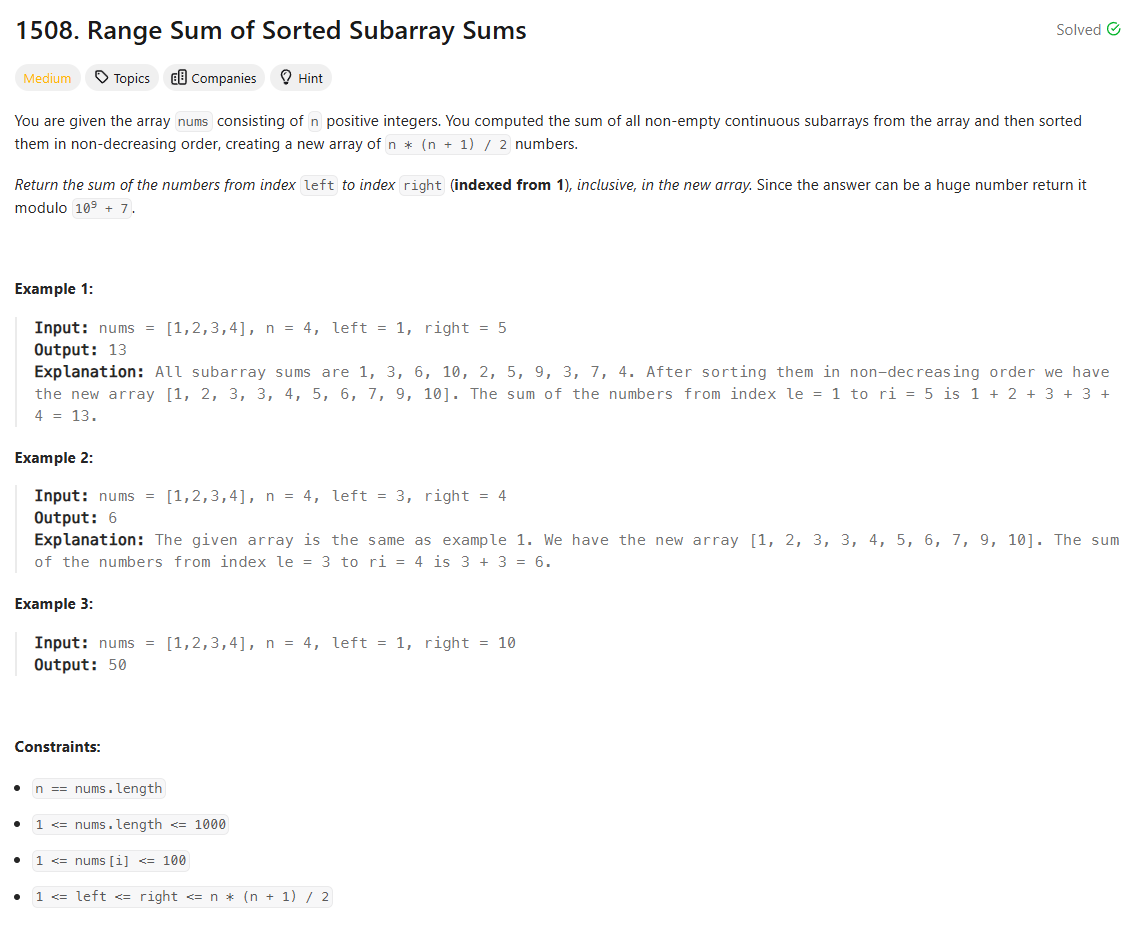 1508. Range Sum of Sorted Subarray Sums
Solved
Medium Topics Companies Hint
You are given the array nums consisting of n positive integers. You computed the sum of all non-empty continuous subarrays from the array and then sorted
them in non-decreasing order, creating a new array of n * (n + 1) / 2 numbers.
Return the sum of the numbers from index left to index right (indexed from 1), inclusive, in the new array. Since the answer can be a huge number return it
modulo 10⁹ + 7.
Example 1:
Input: nums = [1,2,3,4], n = 4, left = 1, right = 5
Output: 13
Explanation: All subarray sums are 1, 3, 6, 10, 2, 5, 9, 3, 7, 4. After sorting them in non-decreasing order we have
the new array [1, 2, 3, 3, 4, 5, 6, 7, 9, 10]. The sum of the numbers from index le = 1 to ri = 5 is 1 + 2 + 3 + 3 +
4 = 13.
Example 2:
Input: nums = [1,2,3,4], n = 4, left = 3, right = 4
Output: 6
Explanation: The given array is the same as example 1. We have the new array [1, 2, 3, 3, 4, 5, 6, 7, 9, 10]. The sum
of the numbers from index le = 3 to ri = 4 is 3 + 3 = 6.
Example 3:
Input: nums = [1,2,3,4], n = 4, left = 1, right = 10
Output: 50
Constraints:
• n == nums.length
• 1 <= nums.length <= 1000
• 1 <= nums[i] <= 100
• 1 <= left <= right <= n * (n + 1) / 2